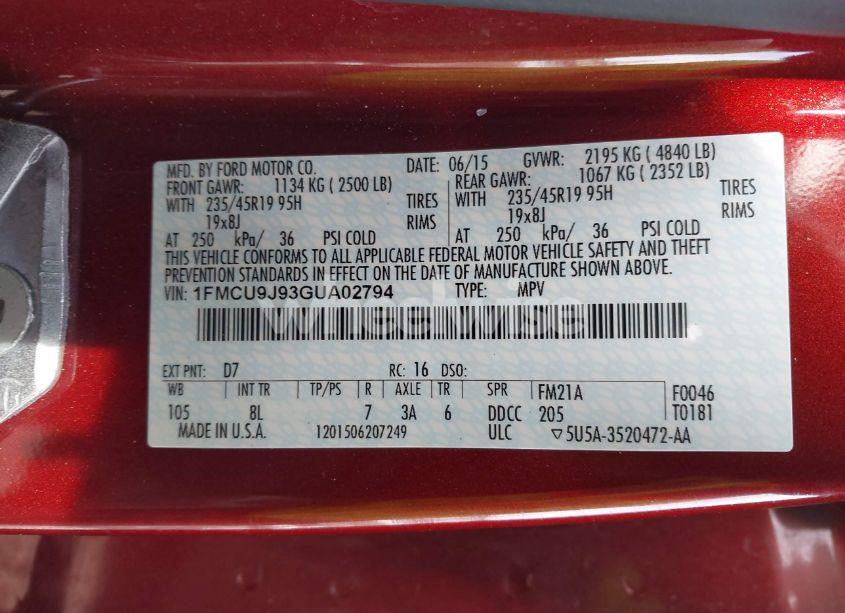 MFD. BY FORD MOTOR CO. DATE: 06/15 GVWR: 2195 KG ( 4840 LB)
FRONT GAWR: 1134 KG ( 2500 LB) REAR GAWR: 1067 KG ( 2352 LB)
WITH 235/45R19 95H TIRES WITH 235/45R19 95H TIRES
19x8J RIMS 19x8J RIMS
AT 250 kPa/ 36 PSI COLD AT 250 kPa/ 36 PSI COLD
THIS VEHICLE CONFORMS TO ALL APPLICABLE FEDERAL MOTOR VEHICLE SAFETY AND THEFT
PREVENTION STANDARDS IN EFFECT ON THE DATE OF MANUFACTURE SHOWN ABOVE.
VIN: 1FMCU9J93GUA02794 TYPE: MPV
WheelWise
EXT PNT: D7 RC: 16 DSO:
WB INT TR TP/PS R AXLE TR SPR FM21A F0046
105 8L 7 3A 6 DDCC 205 T0181
MADE IN U.S.A. 1201506207249 ULC ▽5U5A-3520472-AA